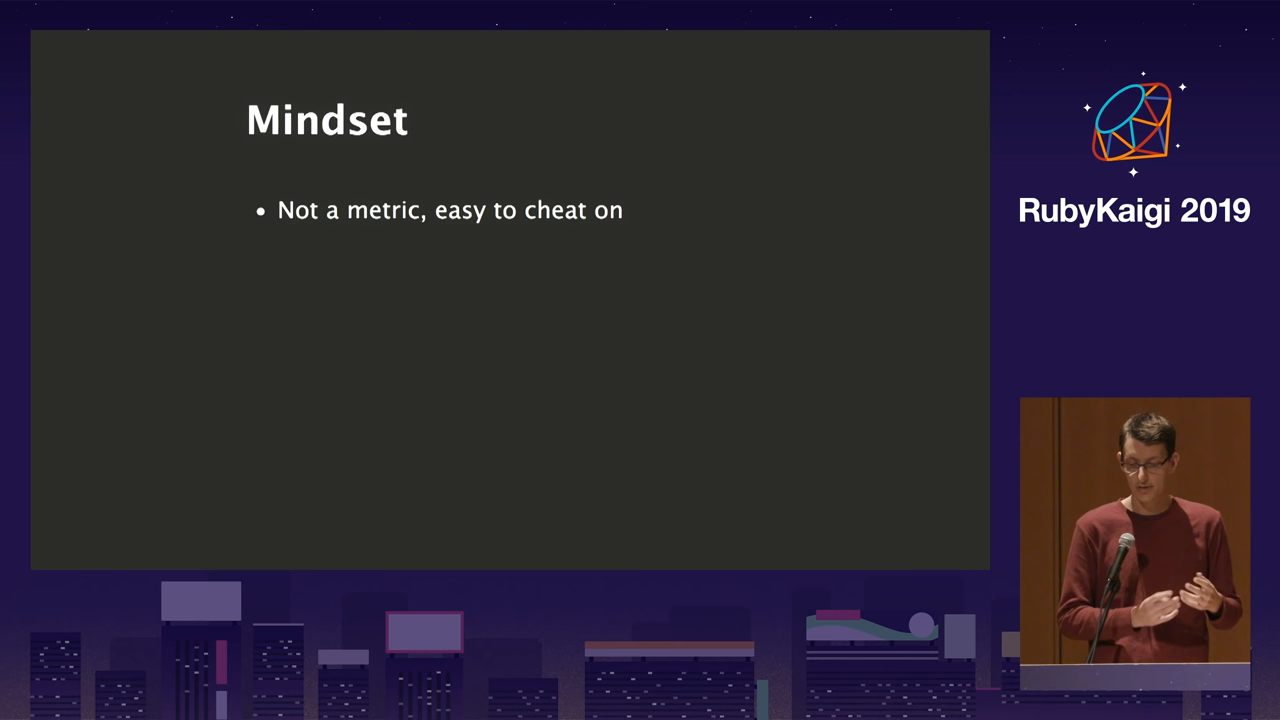 Mindset
• Not a metric, easy to cheat on
RubyKaigi 2019